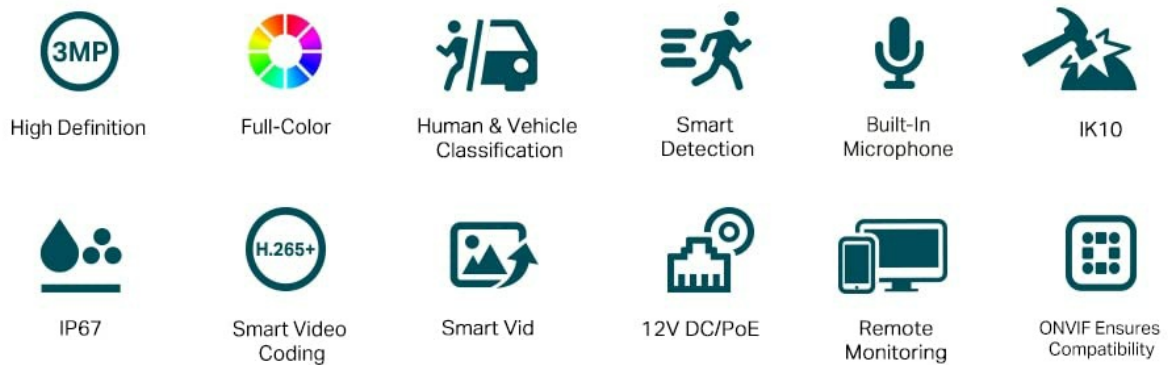 3MP
High Definition
Full-Color
Human & Vehicle
Classification
Smart
Detection
Built-In
Microphone
IK10
IP67
H.265+
Smart Video
Coding
Smart Vid
12V DC/PoE
Remote
Monitoring
ONVIF Ensures
Compatibility